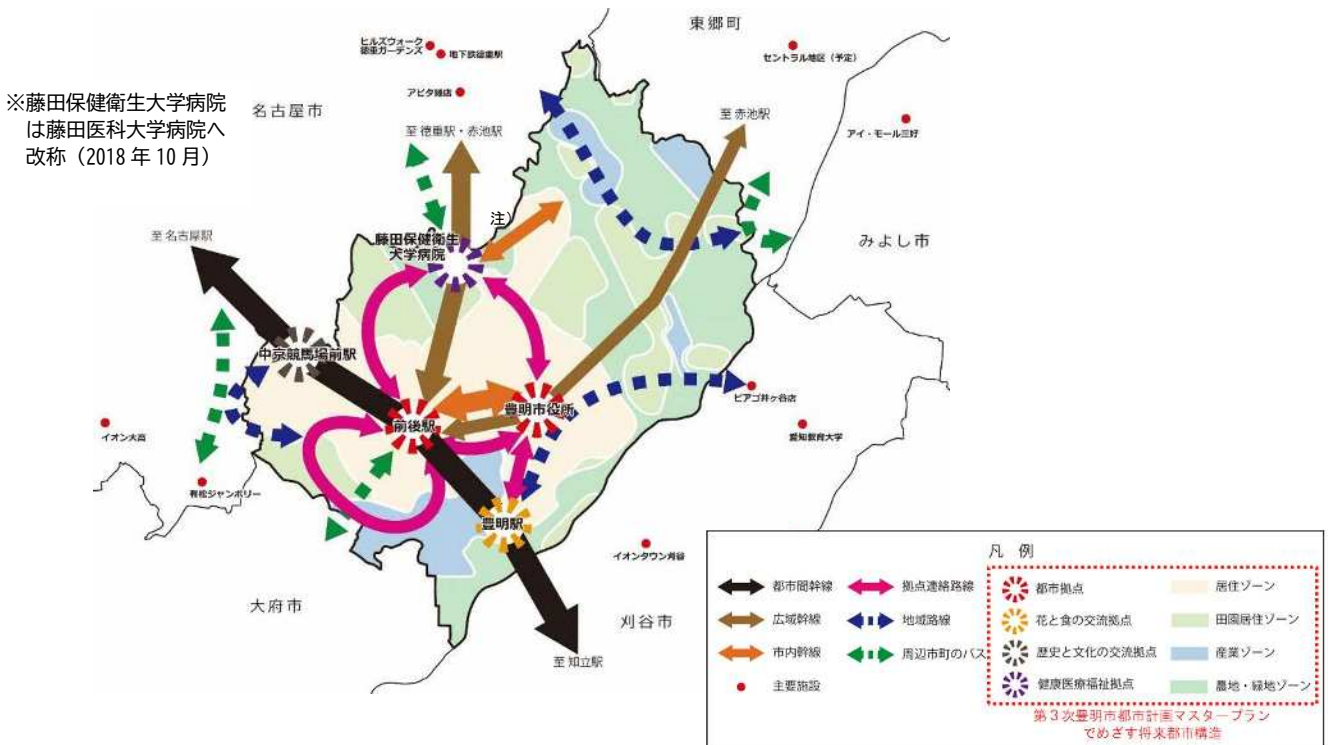 ※藤田保健衛生大学病院
は藤田医科大学病院へ
改称（2018年10月）
東郷町
ヒルズウォーク
徳重ガーデンズ
地下鉄徳重駅
セントラル地区（予定）
アピタ緑店
名古屋市
至 徳重駅・赤池駅
至 赤池駅
アイ・モール三好
注）
至 名古屋駅
藤田保健衛生
大学病院
みよし市
中京競馬場前駅
ピアゴ井ヶ谷店
豊明市役所
前後駅
イオン大高
愛知教育大学
有松ジャンボリー
豊明駅
イオンタウン刈谷
大府市
刈谷市
至 知立駅
凡 例
都市間幹線
拠点連絡路線
都市拠点
居住ゾーン
広域幹線
地域路線
花と食の交流拠点
田園居住ゾーン
市内幹線
周辺市町のバス
歴史と文化の交流拠点
産業ゾーン
主要施設
健康医療福祉拠点
農地・緑地ゾーン
第３次豊明市都市計画マスタープラン
でめざす将来都市構造